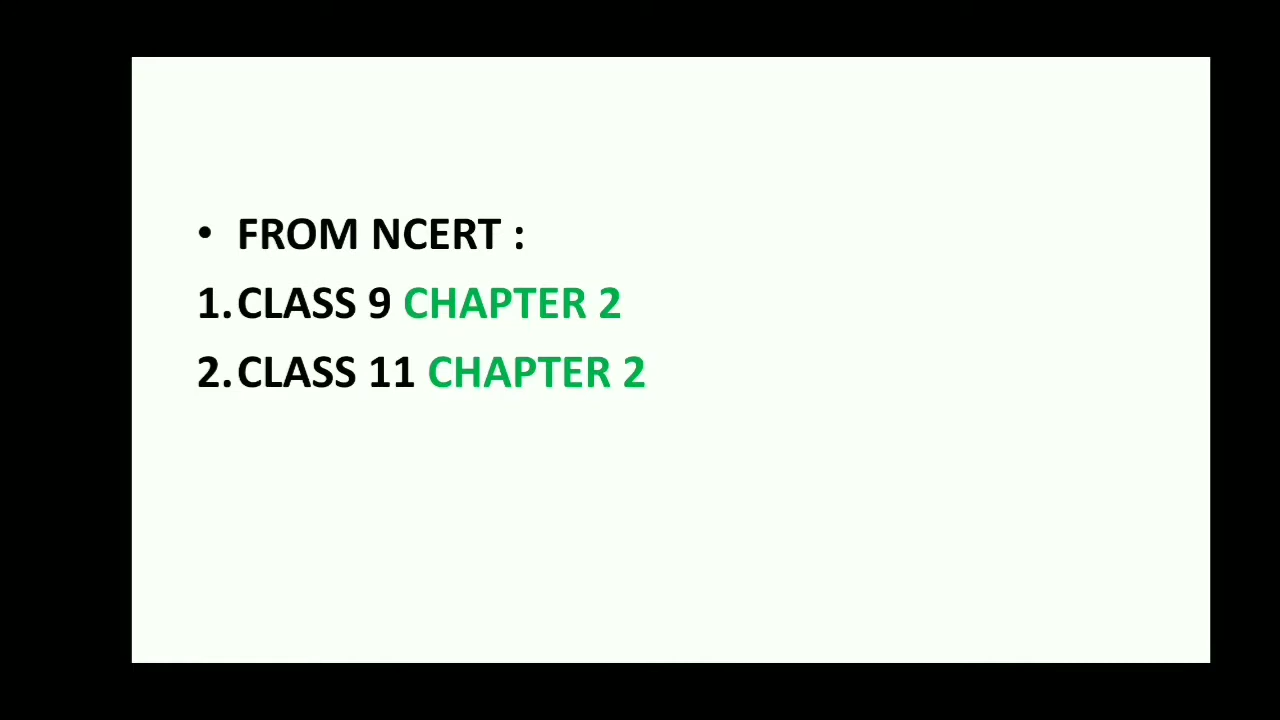 • FROM NCERT :
1.CLASS 9 CHAPTER 2
2.CLASS 11 CHAPTER 2